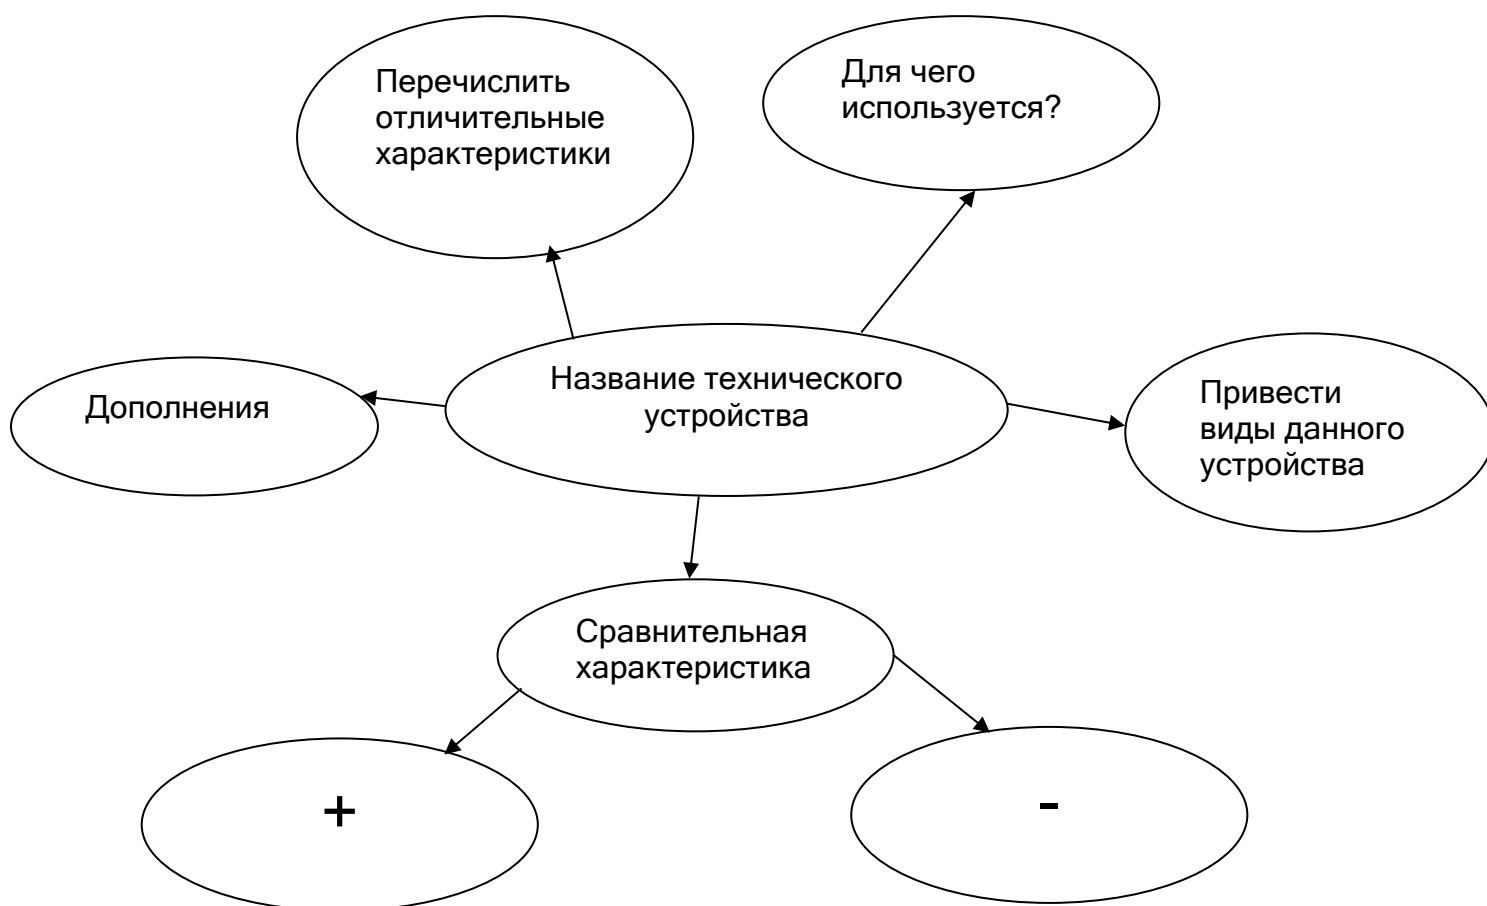 Перечислить
отличительные
характеристики
Для чего
используется?
Название технического
устройства
Дополнения
Привести
виды данного
устройства
Сравнительная
характеристика
+
-